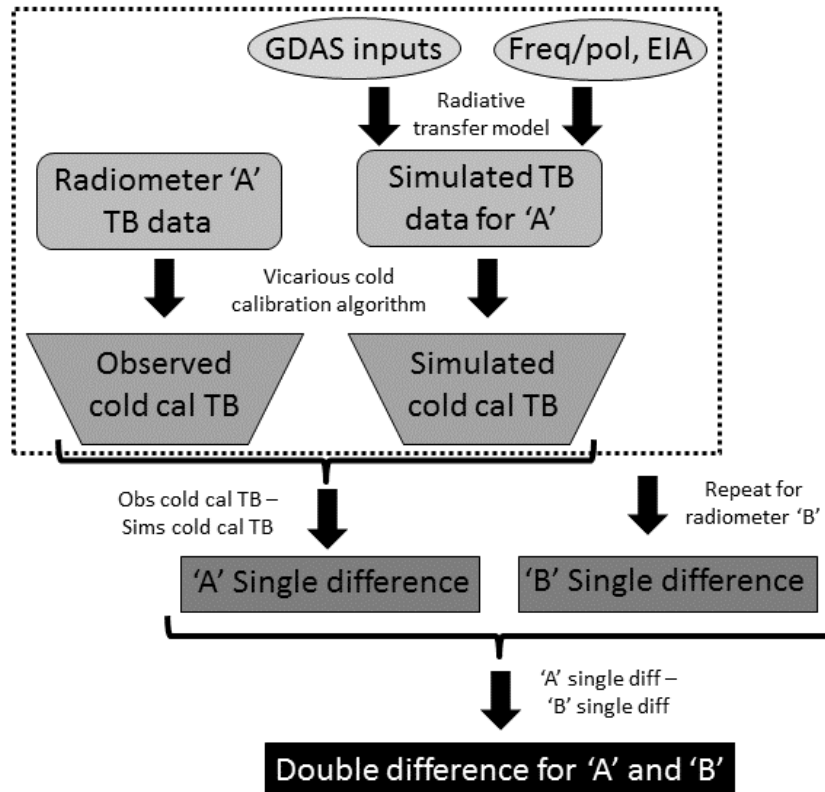 GDAS inputs
Freq/pol, EIA
Radiative
transfer model
Radiometer ‘A’
TB data
Simulated TB
data for ‘A’
Vicarious cold
calibration algorithm
Observed
cold cal TB
Simulated
cold cal TB
Obs cold cal TB –
Sims cold cal TB
Repeat for
radiometer ‘B’
‘A’ Single difference
‘B’ Single difference
‘A’ single diff –
‘B’ single diff
Double difference for ‘A’ and ‘B’